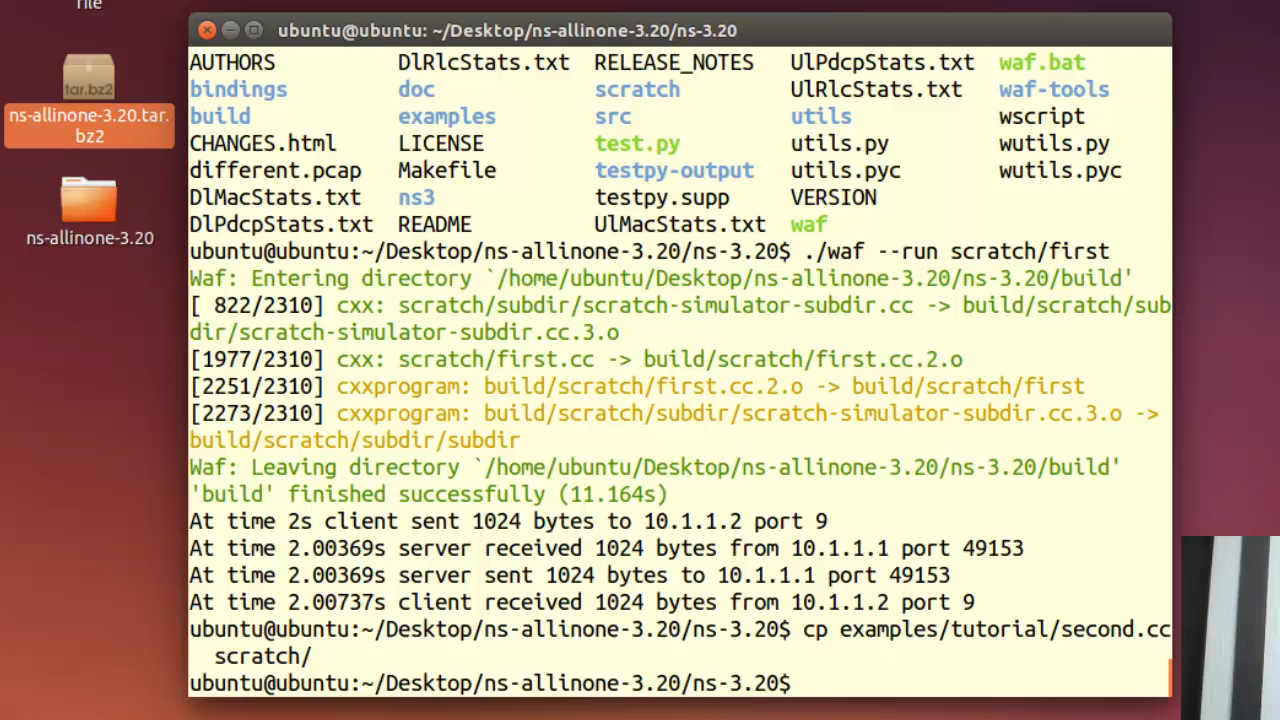 file
tar.bz2
ns-allinone-3.20.tar.
bz2
ns-allinone-3.20
ubuntu@ubuntu: ~/Desktop/ns-allinone-3.20/ns-3.20
AUTHORS DlRlcStats.txt RELEASE_NOTES UlPdcpStats.txt waf.bat
bindings doc scratch UlRlcStats.txt waf-tools
build examples src utils wscript
CHANGES.html LICENSE test.py utils.py wutils.py
different.pcap Makefile testpy-output utils.pyc wutils.pyc
DlMacStats.txt ns3 testpy.supp VERSION
DlPdcpStats.txt README UlMacStats.txt waf
ubuntu@ubuntu:~/Desktop/ns-allinone-3.20/ns-3.20$ ./waf --run scratch/first
Waf: Entering directory `/home/ubuntu/Desktop/ns-allinone-3.20/ns-3.20/build'
[ 822/2310] cxx: scratch/subdir/scratch-simulator-subdir.cc -> build/scratch/sub
dir/scratch-simulator-subdir.cc.3.o
[1977/2310] cxx: scratch/first.cc -> build/scratch/first.cc.2.o
[2251/2310] cxxprogram: build/scratch/first.cc.2.o -> build/scratch/first
[2273/2310] cxxprogram: build/scratch/subdir/scratch-simulator-subdir.cc.3.o ->
build/scratch/subdir/subdir
Waf: Leaving directory `/home/ubuntu/Desktop/ns-allinone-3.20/ns-3.20/build'
'build' finished successfully (11.164s)
At time 2s client sent 1024 bytes to 10.1.1.2 port 9
At time 2.00369s server received 1024 bytes from 10.1.1.1 port 49153
At time 2.00369s server sent 1024 bytes to 10.1.1.1 port 49153
At time 2.00737s client received 1024 bytes from 10.1.1.2 port 9
ubuntu@ubuntu:~/Desktop/ns-allinone-3.20/ns-3.20$ cp examples/tutorial/second.cc
scratch/
ubuntu@ubuntu:~/Desktop/ns-allinone-3.20/ns-3.20$